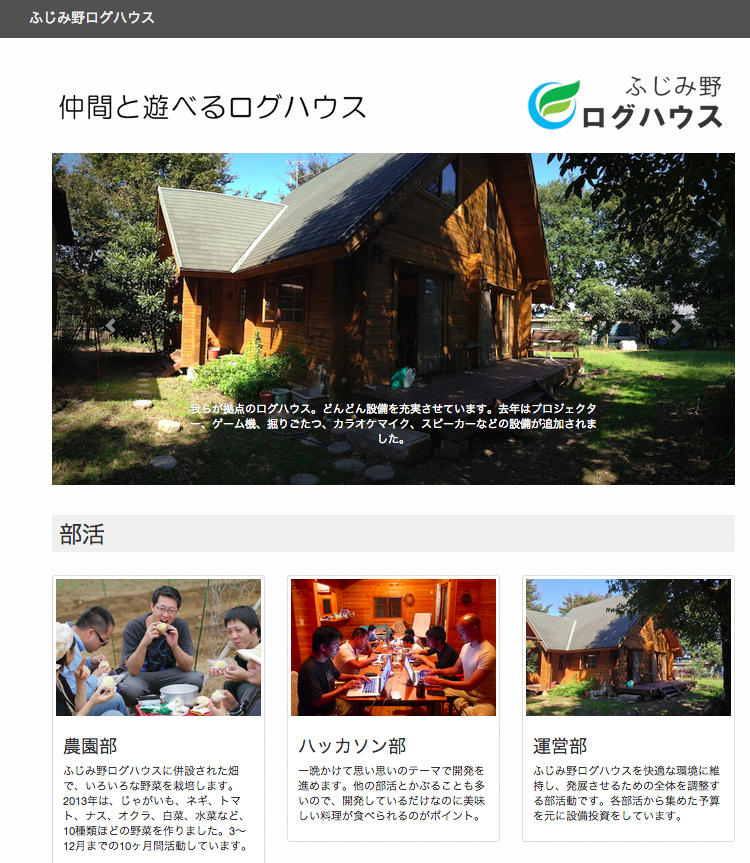 ふじみ野ログハウス
仲間と遊べるログハウス
ふじみ野
ログハウス
我らが拠点のログハウス。どんどん設備を充実させています。去年はプロジェクタ
ー、ゲーム機、掘りごたつ、カラオケマイク、スピーカーなどの設備が追加されま
した。
部活
農園部
ふじみ野ログハウスに併設された畑
で、いろいろな野菜を栽培します。
2013年は、じゃがいも、ネギ、トマ
ト、ナス、オクラ、白菜、水菜など、
10種類ほどの野菜を作りました。3〜
12月までの10ヶ月間活動しています。
ハッカソン部
一晩かけて思い思いのテーマで開発を
進めます。他の部活とかぶることも多
いので、開発しているだけなのに美味
しい料理が食べられるのがポイント。
運営部
ふじみ野ログハウスを快適な環境に維
持し、発展させるための全体を調整す
る部活動です。各部活から集めた予算
を元に設備投資をしています。